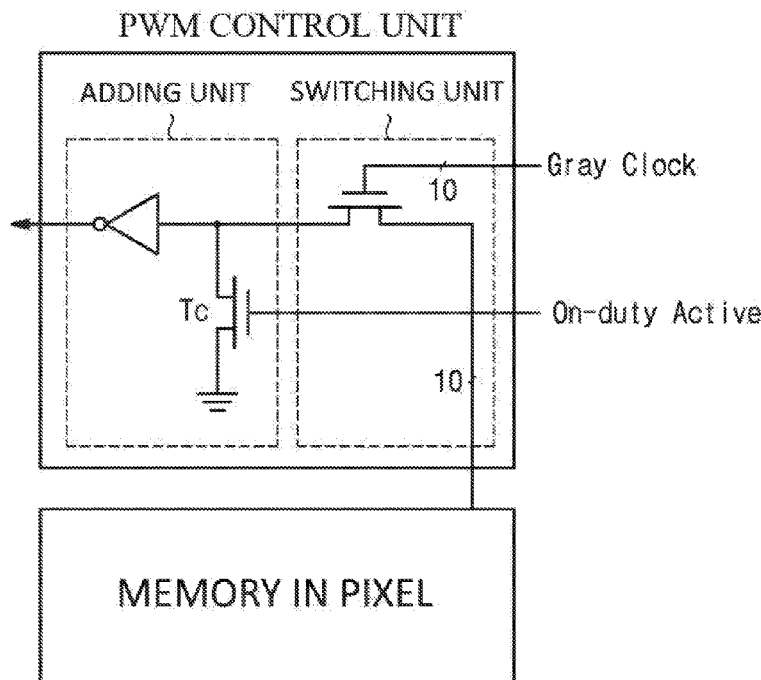 PWM CONTROL UNIT
ADDING UNIT
SWITCHING UNIT
Gray Clock
10
Tc
On-duty Active
10
MEMORY IN PIXEL